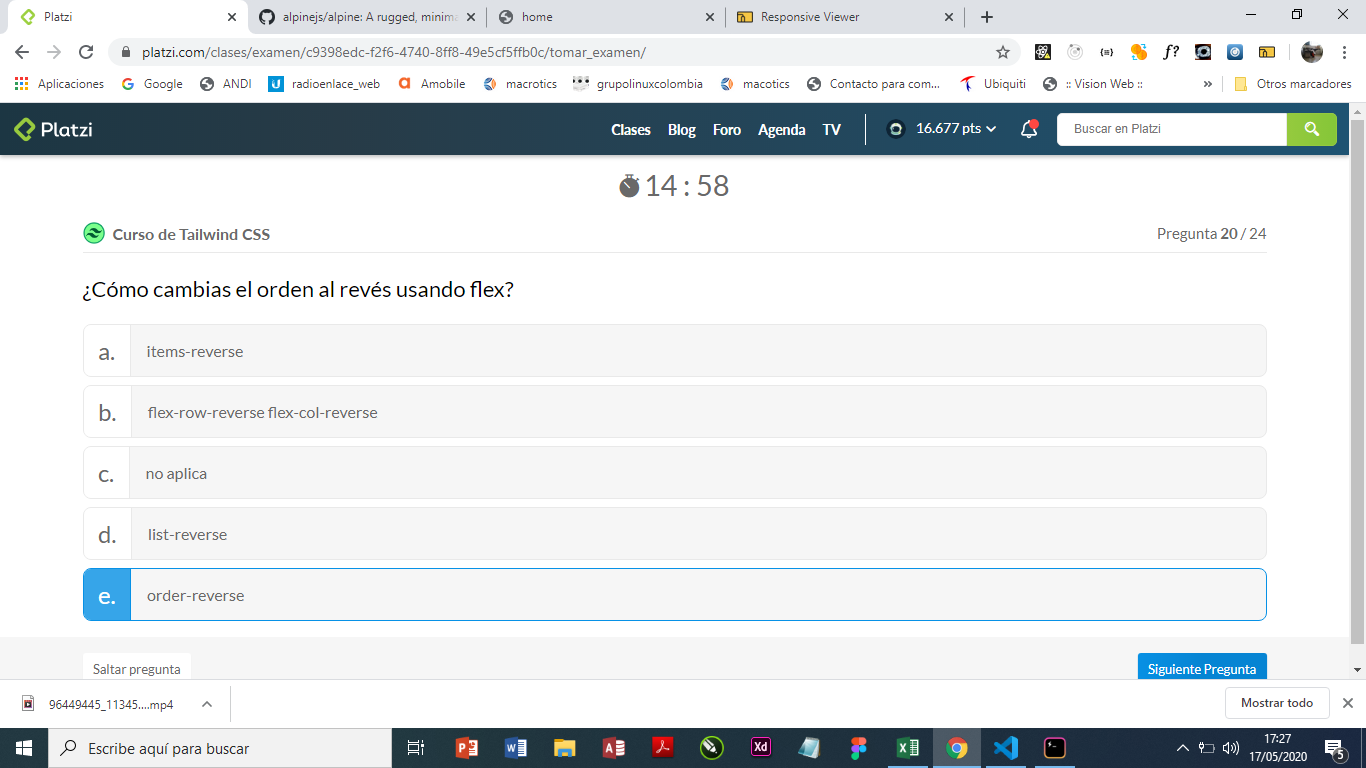 Platzi
alpinejs/alpine: A rugged, minima
home
Responsive Viewer
platzi.com/clases/examen/c9398edc-f2f6-4740-8ff8-49e5cf5ffb0c/tomar_examen/
Aplicaciones
Google
ANDI
radioenlace_web
Amobile
macrotics
grupolinuxcolombia
macotics
Contacto para com...
Ubiquiti
:: Vision Web ::
»
Otros marcadores
Platzi
Clases
Blog
Foro
Agenda
TV
16.677 pts
Buscar en Platzi
14 : 58
Curso de Tailwind CSS
Pregunta 20 / 24
¿Cómo cambias el orden al revés usando flex?
a. items-reverse
b. flex-row-reverse flex-col-reverse
c. no aplica
d. list-reverse
e. order-reverse
Saltar pregunta
Siguiente Pregunta
96449445_11345....mp4
Mostrar todo
Escribe aquí para buscar
17:27
17/05/2020
5